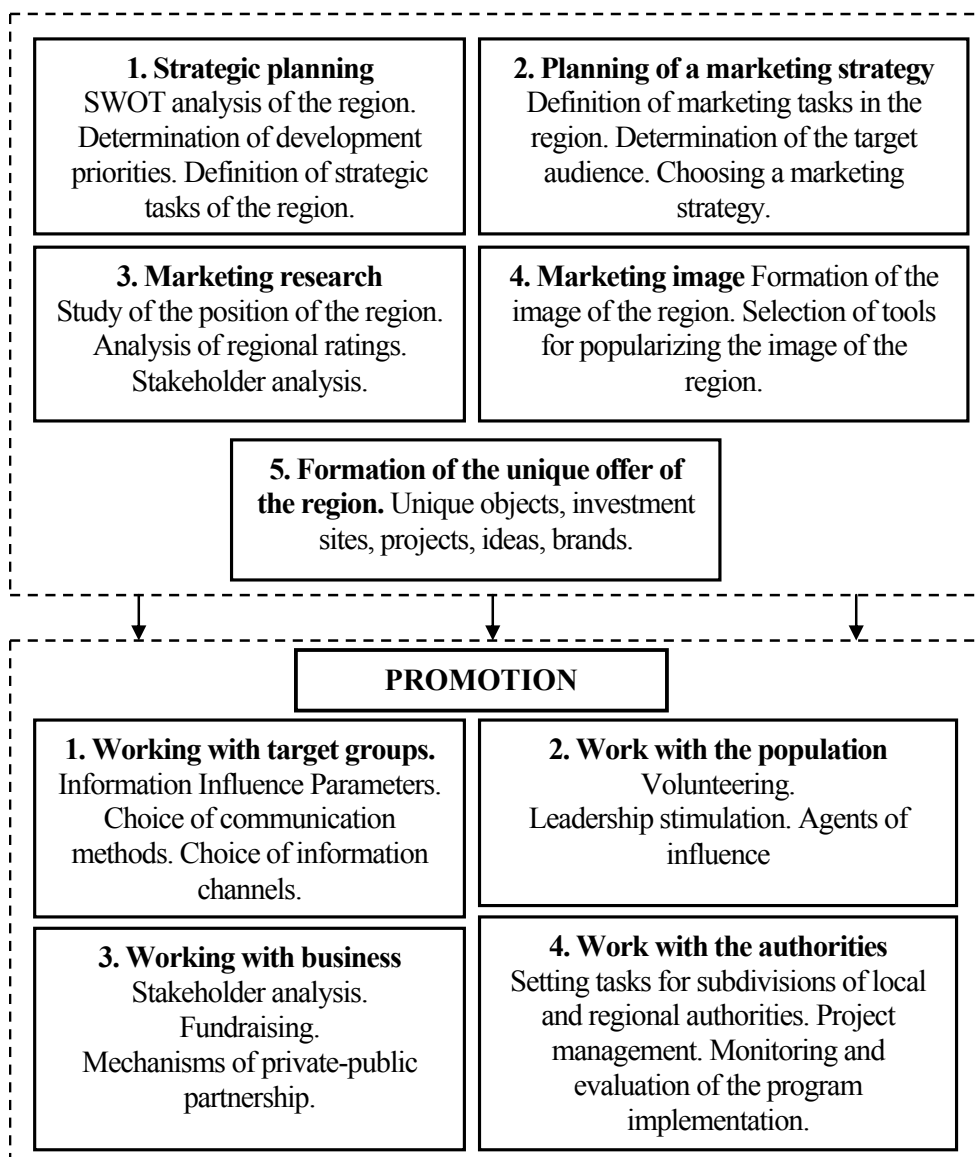 1. Strategic planning
SWOT analysis of the region.
Determination of development
priorities. Definition of strategic
tasks of the region.
2. Planning of a marketing strategy
Definition of marketing tasks in the
region. Determination of the target
audience. Choosing a marketing
strategy.
3. Marketing research
Study of the position of the region.
Analysis of regional ratings.
Stakeholder analysis.
4. Marketing image Formation of the
image of the region. Selection of tools
for popularizing the image of the
region.
5. Formation of the unique offer of
the region. Unique objects, investment
sites, projects, ideas, brands.
PROMOTION
1. Working with target groups.
Information Influence Parameters.
Choice of communication
methods. Choice of information
channels.
2. Work with the population
Volunteering.
Leadership stimulation. Agents of
influence
3. Working with business
Stakeholder analysis.
Fundraising.
Mechanisms of private-public
partnership.
4. Work with the authorities
Setting tasks for subdivisions of local
and regional authorities. Project
management. Monitoring and
evaluation of the program
implementation.